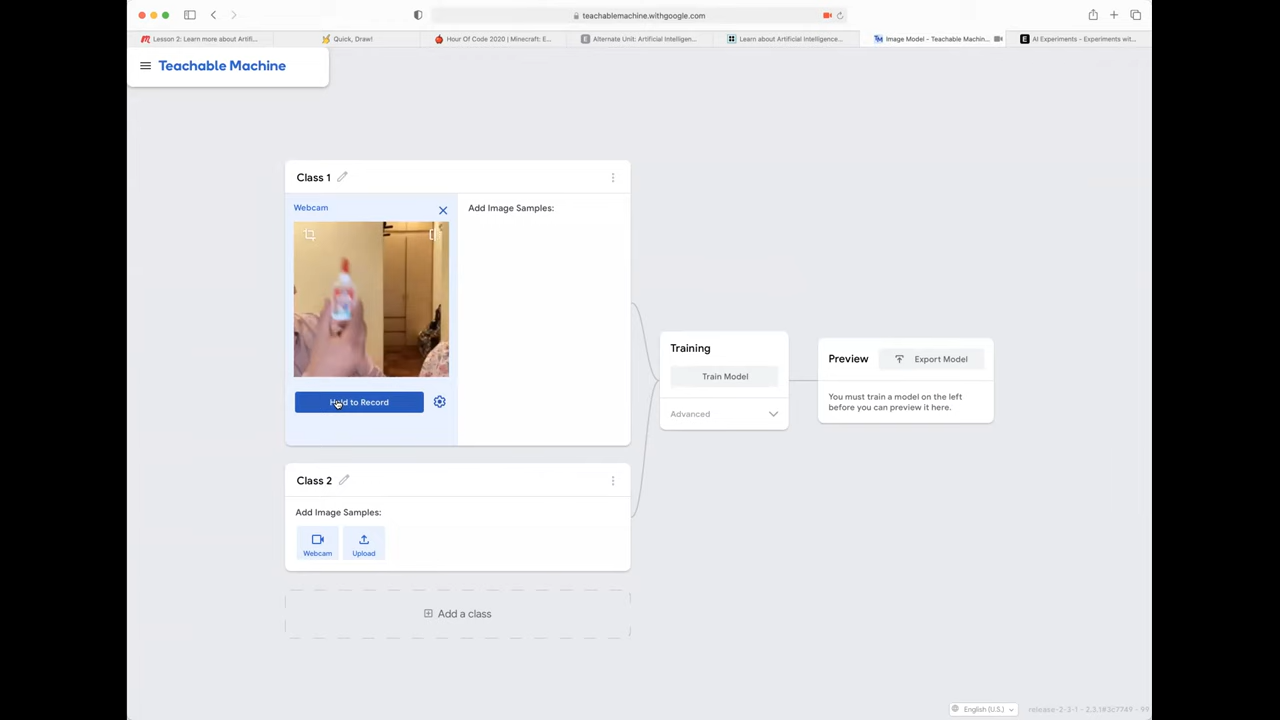 teachablemachine.withgoogle.com
Lesson 2: Learn more about Artifi...
Quick, Draw!
Hour Of Code 2020 | Minecraft: E...
Alternate Unit: Artificial Intelligen...
Learn about Artificial Intelligence...
Image Model - Teachable Machin...
AI Experiments - Experiments wit...
Teachable Machine
Class 1
Webcam
Add Image Samples:
Hold to Record
Class 2
Add Image Samples:
Webcam
Upload
Add a class
Training
Train Model
Advanced
Preview
Export Model
You must train a model on the left
before you can preview it here.
English (U.S.)